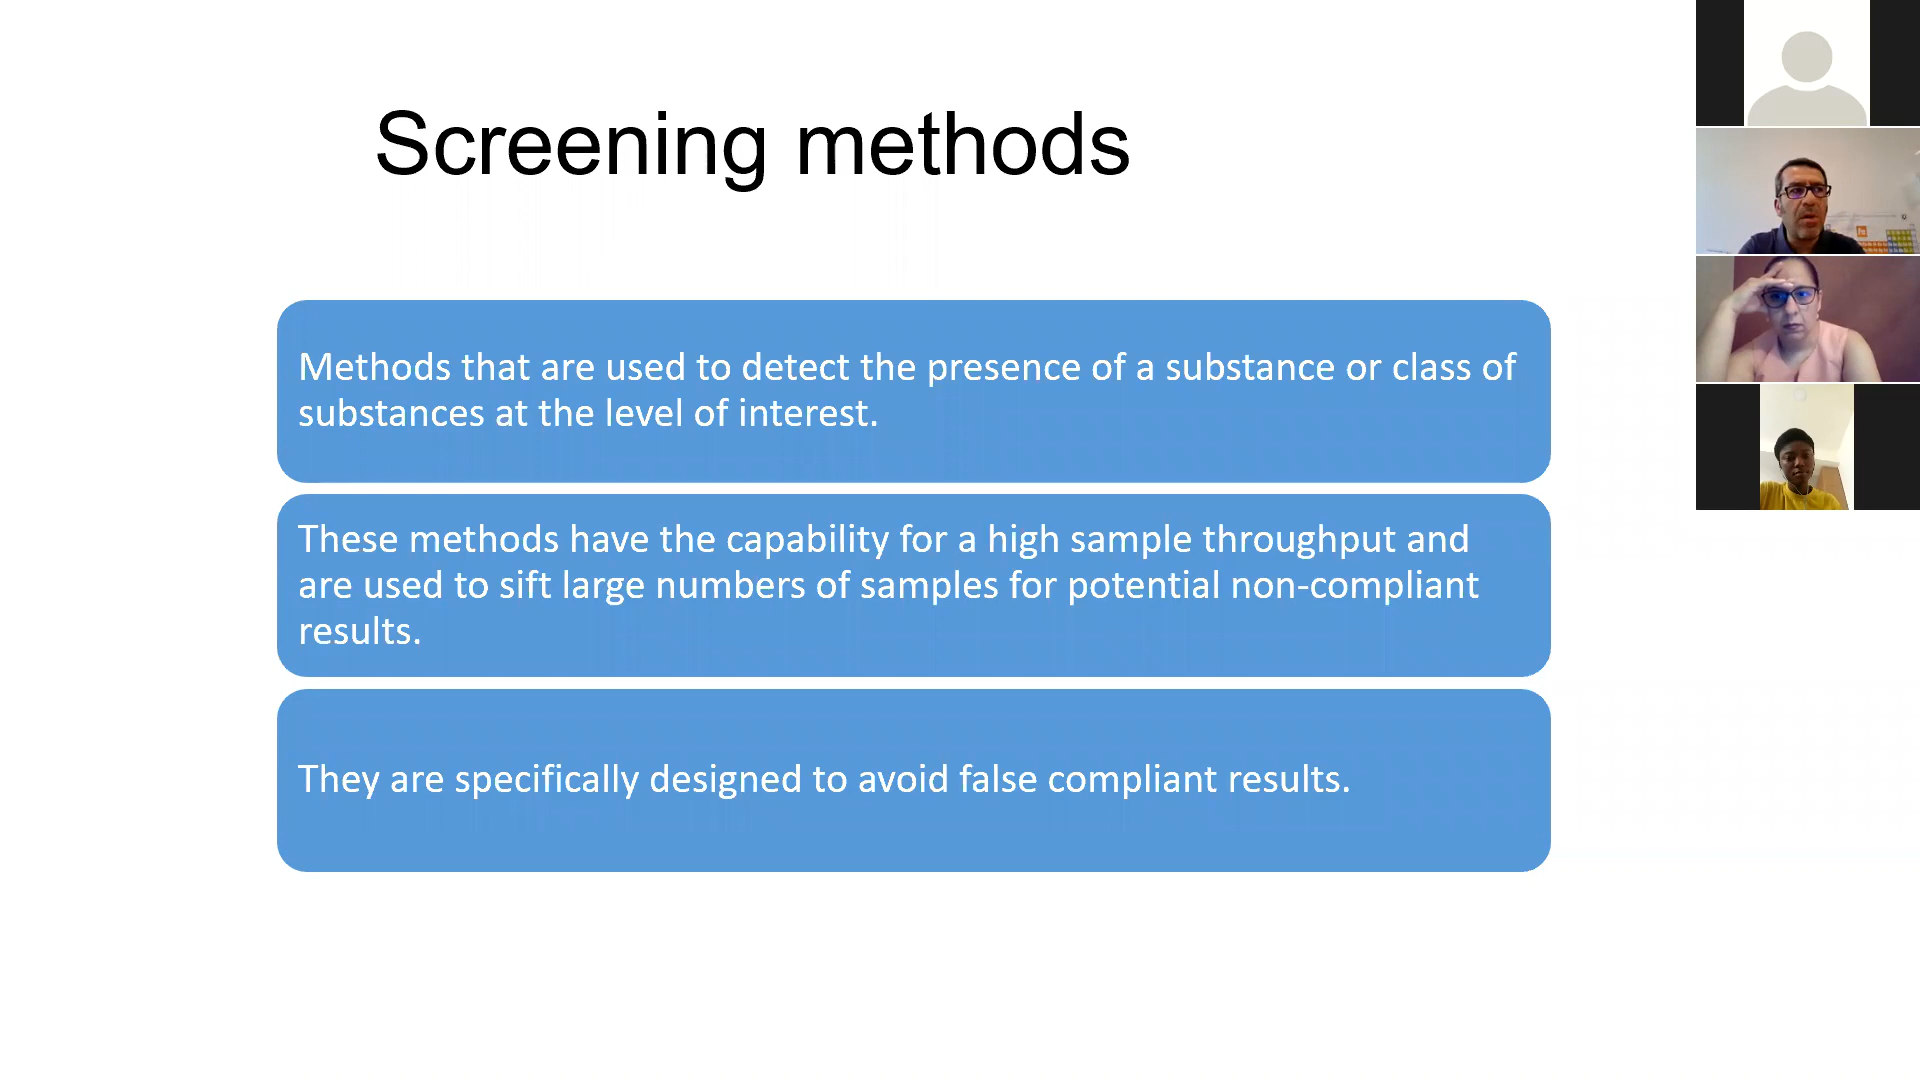 Screening methods
Methods that are used to detect the presence of a substance or class of
substances at the level of interest.
These methods have the capability for a high sample throughput and
are used to sift large numbers of samples for potential non-compliant
results.
They are specifically designed to avoid false compliant results.